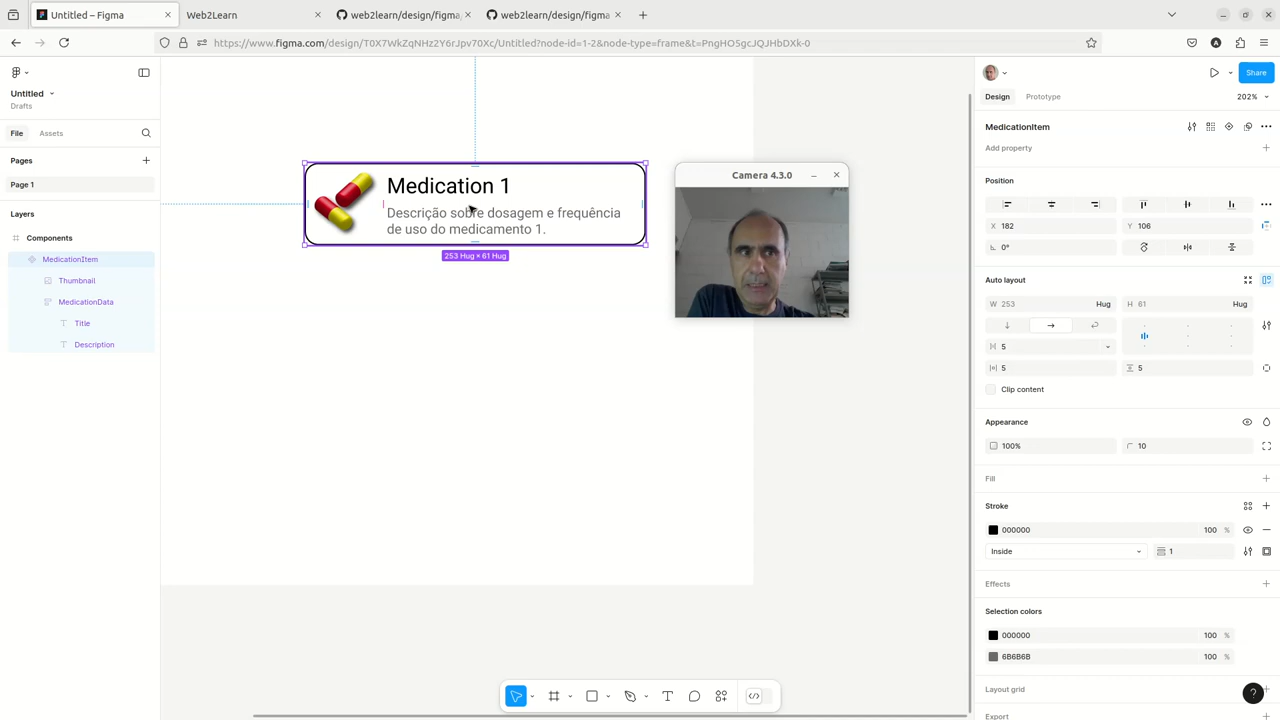 Untitled – Figma
Web2Learn
web2learn/design/figma,
web2learn/design/figma
https://www.figma.com/design/T0X7WkZqNHz2Y6rJpv70Xc/Untitled?node-id=1-2&node-type=frame&t=PngHO5gcJQJHbDXk-0
Untitled
Drafts
File
Assets
Pages
Page 1
Layers
Components
MedicationItem
Thumbnail
MedicationData
Title
Description
Medication 1
Descrição sobre dosagem e frequência
de uso do medicamento 1.
253 Hug × 61 Hug
Camera 4.3.0
Share
Design
Prototype
202%
MedicationItem
Add property
Position
X 182
Y 106
0°
Auto layout
W 253 Hug
H 61 Hug
5
5
5
Clip content
Appearance
100%
10
Fill
Stroke
000000 100 %
Inside
1
Effects
Selection colors
000000 100 %
6B6B6B 100 %
Layout grid
Export
?